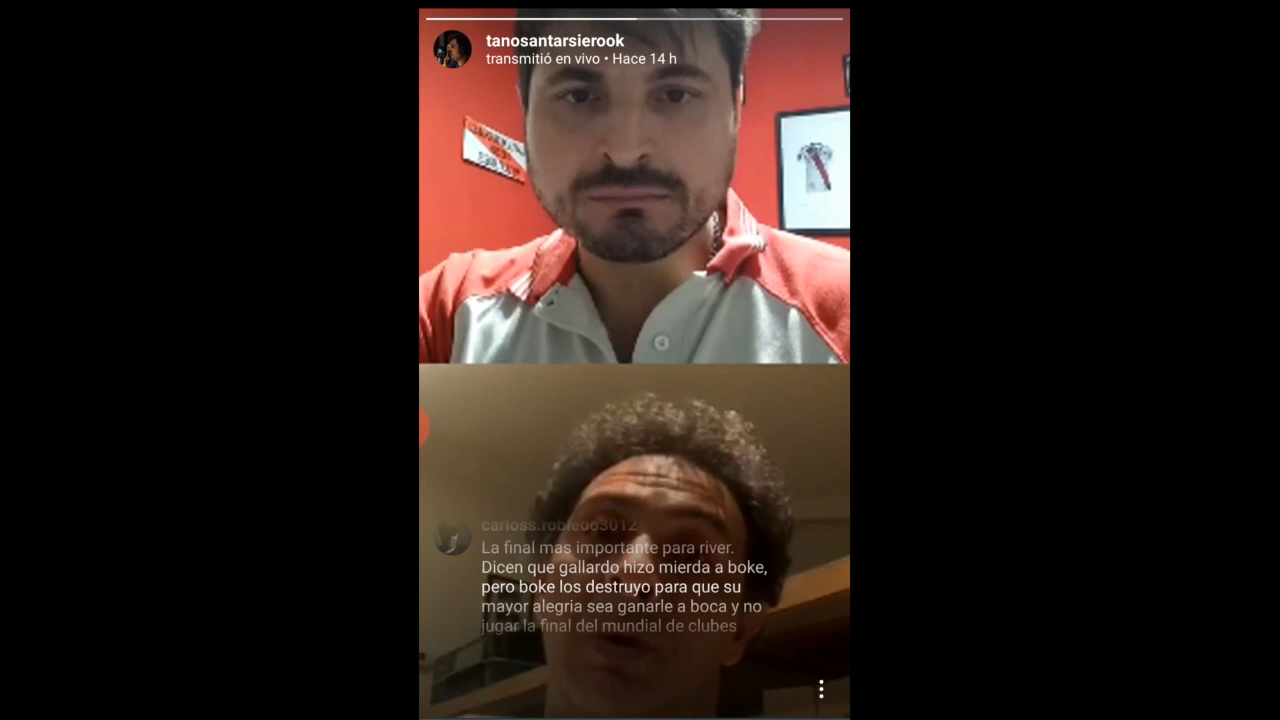 tanosantarsierook
transmitió en vivo • Hace 14 h
carloss.robledo3012
La final mas importante para river.
Dicen que gallardo hizo mierda a boke,
pero boke los destruyo para que su
mayor alegria sea ganarle a boca y no
jugar la final del mundial de clubes